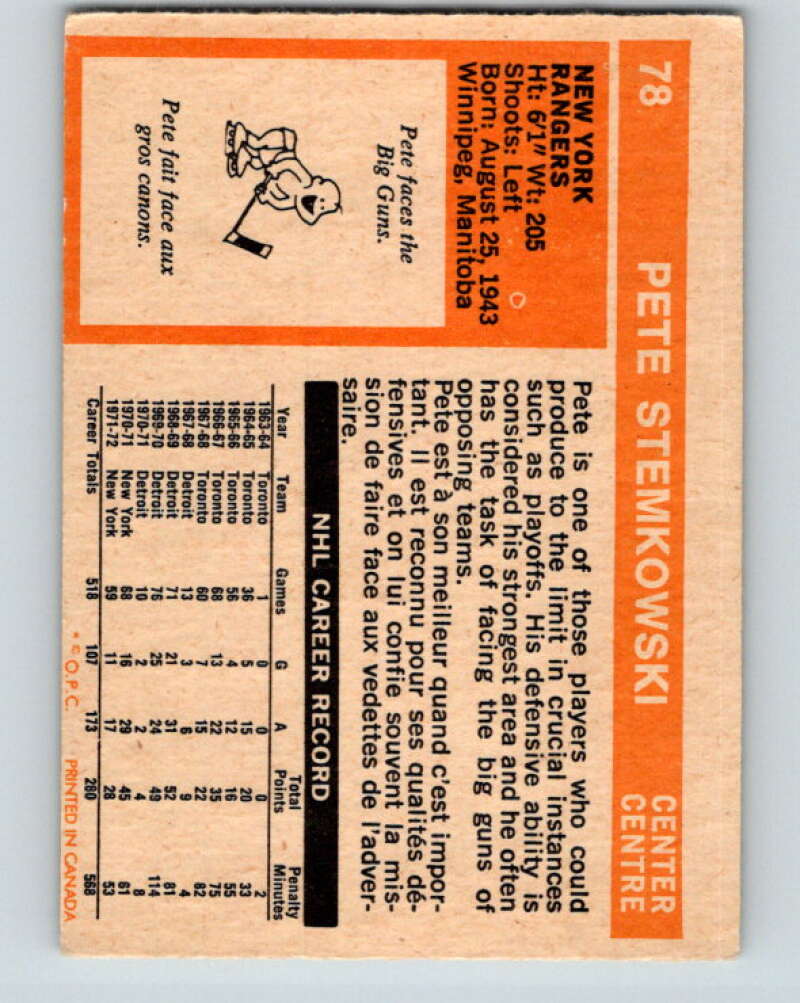 78 PETE STEMKOWSKI CENTER
CENTRE
NEW YORK
RANGERS
Ht: 6'1" Wt: 205
Shoots: Left
Born: August 25, 1943
Winnipeg, Manitoba
Pete faces the
Big Guns.
Pete fait face aux
gros canons.
Pete is one of those players who could
produce to the limit in crucial instances
such as playoffs. His defensive ability is
considered his strongest area and he often
has the task of facing the big guns of
opposing teams.
Pete est à son meilleur quand c'est impor-
tant. Il est reconnu pour ses qualités dé-
fensives et on lui confie souvent la mis-
sion de faire face aux vedettes de l'adver-
saire.
NHL CAREER RECORD
Year Team Games G A Total Points Penalty Minutes
1963-64 Toronto 1 0 0 0 2
1964-65 Toronto 36 5 15 20 33
1965-66 Toronto 56 4 12 16 55
1966-67 Toronto 68 13 22 35 75
1967-68 Toronto 60 7 15 22 82
1967-68 Detroit 13 3 6 9 4
1968-69 Detroit 71 21 31 52 81
1969-70 Detroit 76 25 24 49 114
1970-71 Detroit 10 2 2 4 8
1970-71 New York 68 16 29 45 61
1971-72 New York 59 11 17 28 53
Career Totals 518 107 173 280 568
* © O.P.C. PRINTED IN CANADA